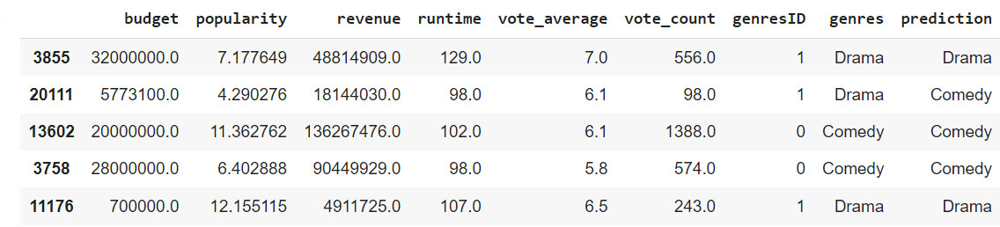 budget popularity revenue runtime vote_average vote_count genresID genres prediction
3855 32000000.0 7.177649 48814909.0 129.0 7.0 556.0 1 Drama Drama
20111 5773100.0 4.290276 18144030.0 98.0 6.1 98.0 1 Drama Comedy
13602 20000000.0 11.362762 136267476.0 102.0 6.1 1388.0 0 Comedy Comedy
3758 28000000.0 6.402888 90449929.0 98.0 5.8 574.0 0 Comedy Comedy
11176 700000.0 12.155115 4911725.0 107.0 6.5 243.0 1 Drama Drama